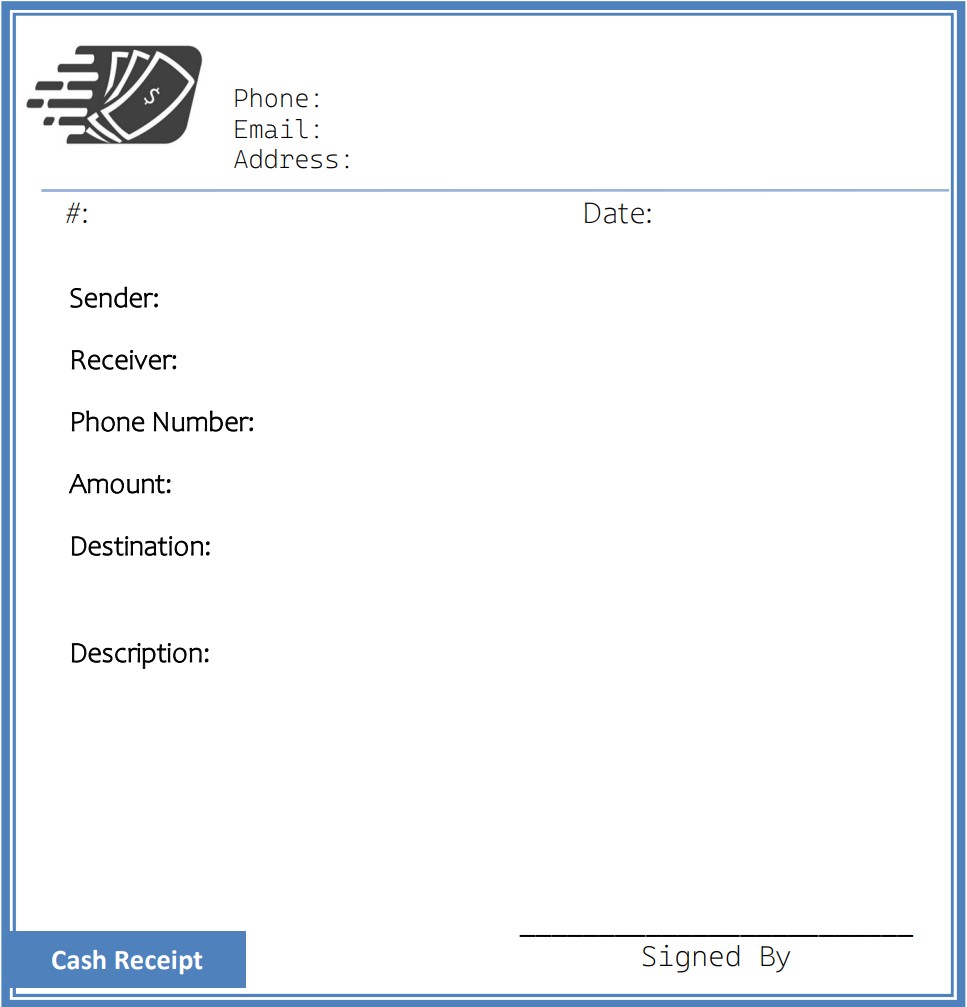 $
Phone:
Email:
Address:
#: Date:
Sender:
Receiver:
Phone Number:
Amount:
Destination:
Description:
Signed By
Cash Receipt